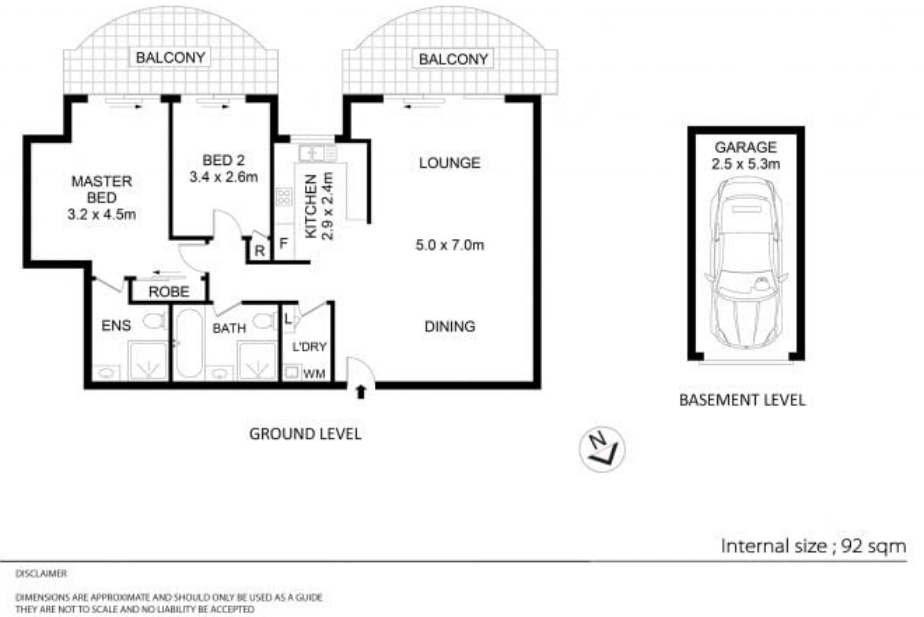 BALCONY
BALCONY
BED 2
3.4 x 2.6m
MASTER
BED
3.2 x 4.5m
KITCHEN
2.9 x 2.4m
LOUNGE
5.0 x 7.0m
DINING
F
R
ROBE
ENS
BATH
L
L'DRY
WM
GROUND LEVEL
GARAGE
2.5 x 5.3m
BASEMENT LEVEL
N
Internal size ; 92 sqm
DISCLAIMER
DIMENSIONS ARE APPROXIMATE AND SHOULD ONLY BE USED AS A GUIDE
THEY ARE NOT TO SCALE AND NO LIABILITY BE ACCEPTED